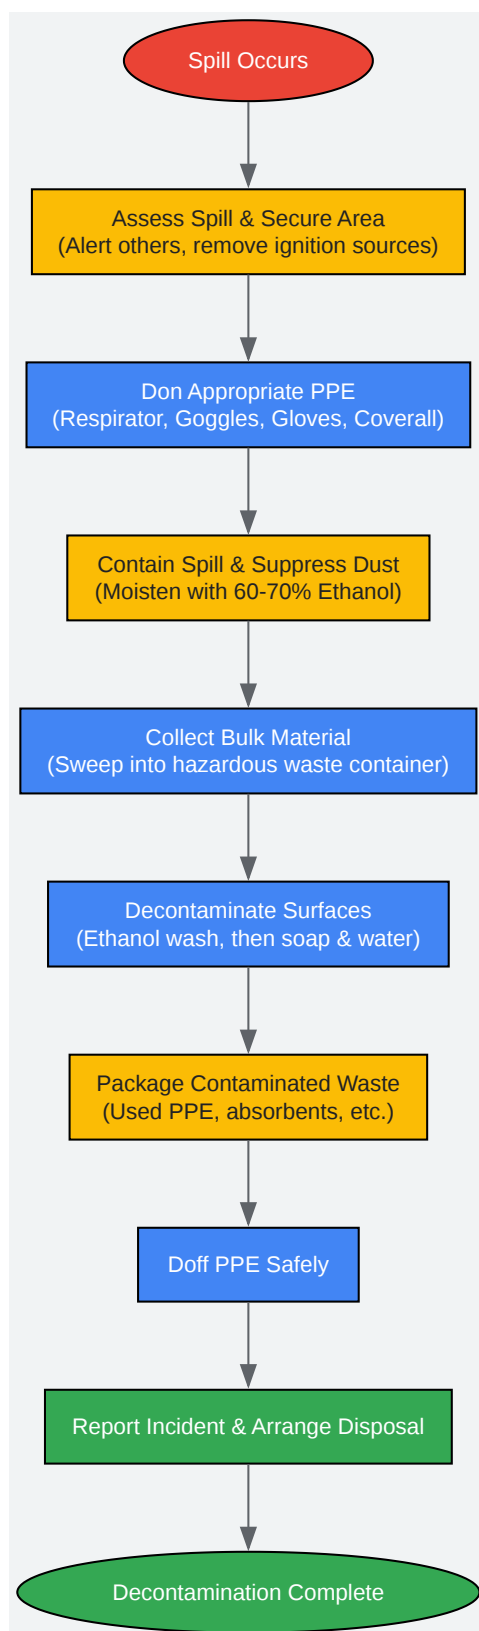 Spill Occurs
Assess Spill & Secure Area
(Alert others, remove ignition sources)
Don Appropriate PPE
(Respirator, Goggles, Gloves, Coverall)
Contain Spill & Suppress Dust
(Moisten with 60-70% Ethanol)
Collect Bulk Material
(Sweep into hazardous waste container)
Decontaminate Surfaces
(Ethanol wash, then soap & water)
Package Contaminated Waste
(Used PPE, absorbents, etc.)
Doff PPE Safely
Report Incident & Arrange Disposal
Decontamination Complete